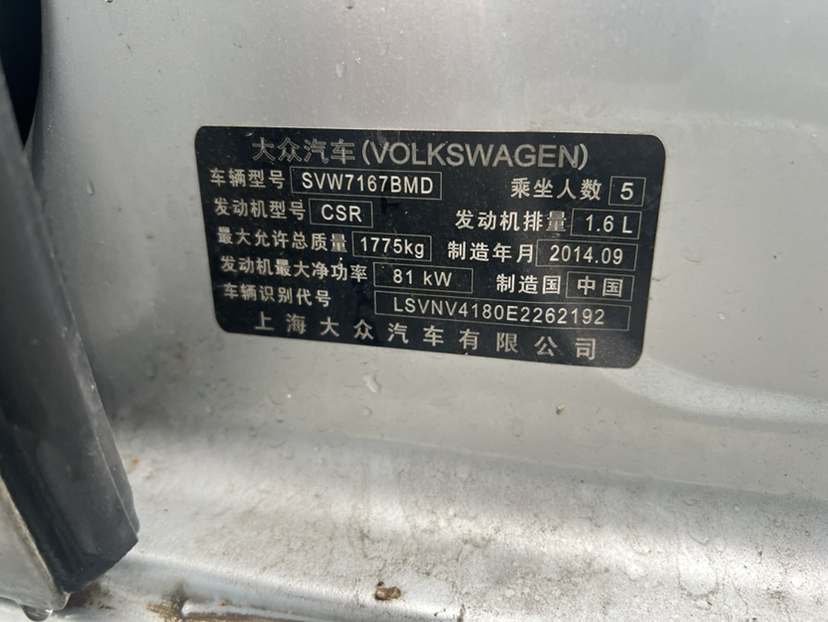 大众汽车(VOLKSWAGEN)
车辆型号 SVW7167BMD 乘坐人数 5
发动机型号 CSR 发动机排量 1.6 L
最大允许总质量 1775kg 制造年月 2014.09
发动机最大净功率 81 kW 制造国 中国
车辆识别代号 LSVNV4180E2262192
上海大众汽车有限公司